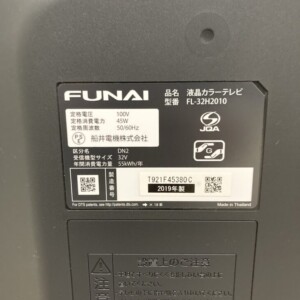 FUNAI
品名 液晶カラーテレビ
型番 FL-32H2010
定格電圧 100V
定格消費電力 45W
定格周波数 50/60Hz
船井電機株式会社
JQA
区分名 DN2
受信機型サイズ 32V
年間消費電力量 55kWh/年
T921F45380C
2019年製
Made in Thailand